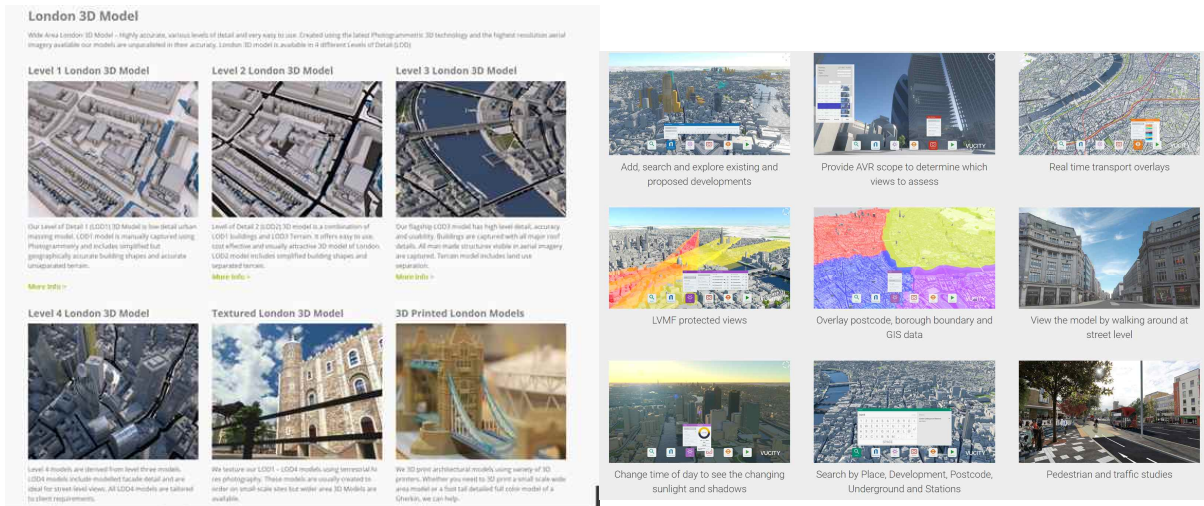 London 3D Model
Wide Area London 3D Model – Highly accurate, various levels of detail and very easy to use. Created using the latest Photogrammetric 3D technology and the highest resolution aerial
imagery available our models are unparalleled in their accuracy. London 3D model is available in 4 different Levels of Detail (LOD)
Level 1 London 3D Model
Level 2 London 3D Model
Level 3 London 3D Model
Our Level of Detail 1 (LOD1) 3D Model is low detail urban
massing model. LOD1 model is manually captured using
Photogrammetry and includes simplified but
geographically accurate building shapes and accurate
unseparated terrain.
More Info >
Level of Detail 2 (LOD2) 3D model is a combination of
LOD1 buildings and LOD3 Terrain. It offers easy to use,
cost effective and visually attractive 3D model of London.
LOD2 model includes simplified building shapes and
separated terrain.
More Info >
Our flagship LOD3 model has high level detail, accuracy
and usability. Buildings are captured with all major roof
details. All man made structures visible in aerial imagery
are captured. Terrain model includes land use
separation.
More Info >
Level 4 London 3D Model
Textured London 3D Model
3D Printed London Models
Level 4 models are derived from level three models.
LOD4 models include modelled facade detail and are
ideal for street level views. All LOD4 models are tailored
to client requirements.
We texture our LOD1 – LOD4 models using terrestrial hi
res photography. These models are usually created to
order on small scale sites but wider area 3D Models are
available.
We 3D print architectural models using variety of 3D
printers. Whether you need to 3D print a small scale wide
area model or a foot tall detailed full color model of a
Gherkin, we can help.
VUCITY
VUCITY
VUCITY
Add, search and explore existing and
proposed developments
Provide AVR scope to determine which
views to assess
Real time transport overlays
VUCITY
VUCITY
LVMF protected views
Overlay postcode, borough boundary and
GIS data
View the model by walking around at
street level
VUCITY
VUCITY
Change time of day to see the changing
sunlight and shadows
Search by Place, Development, Postcode,
Underground and Stations
Pedestrian and traffic studies